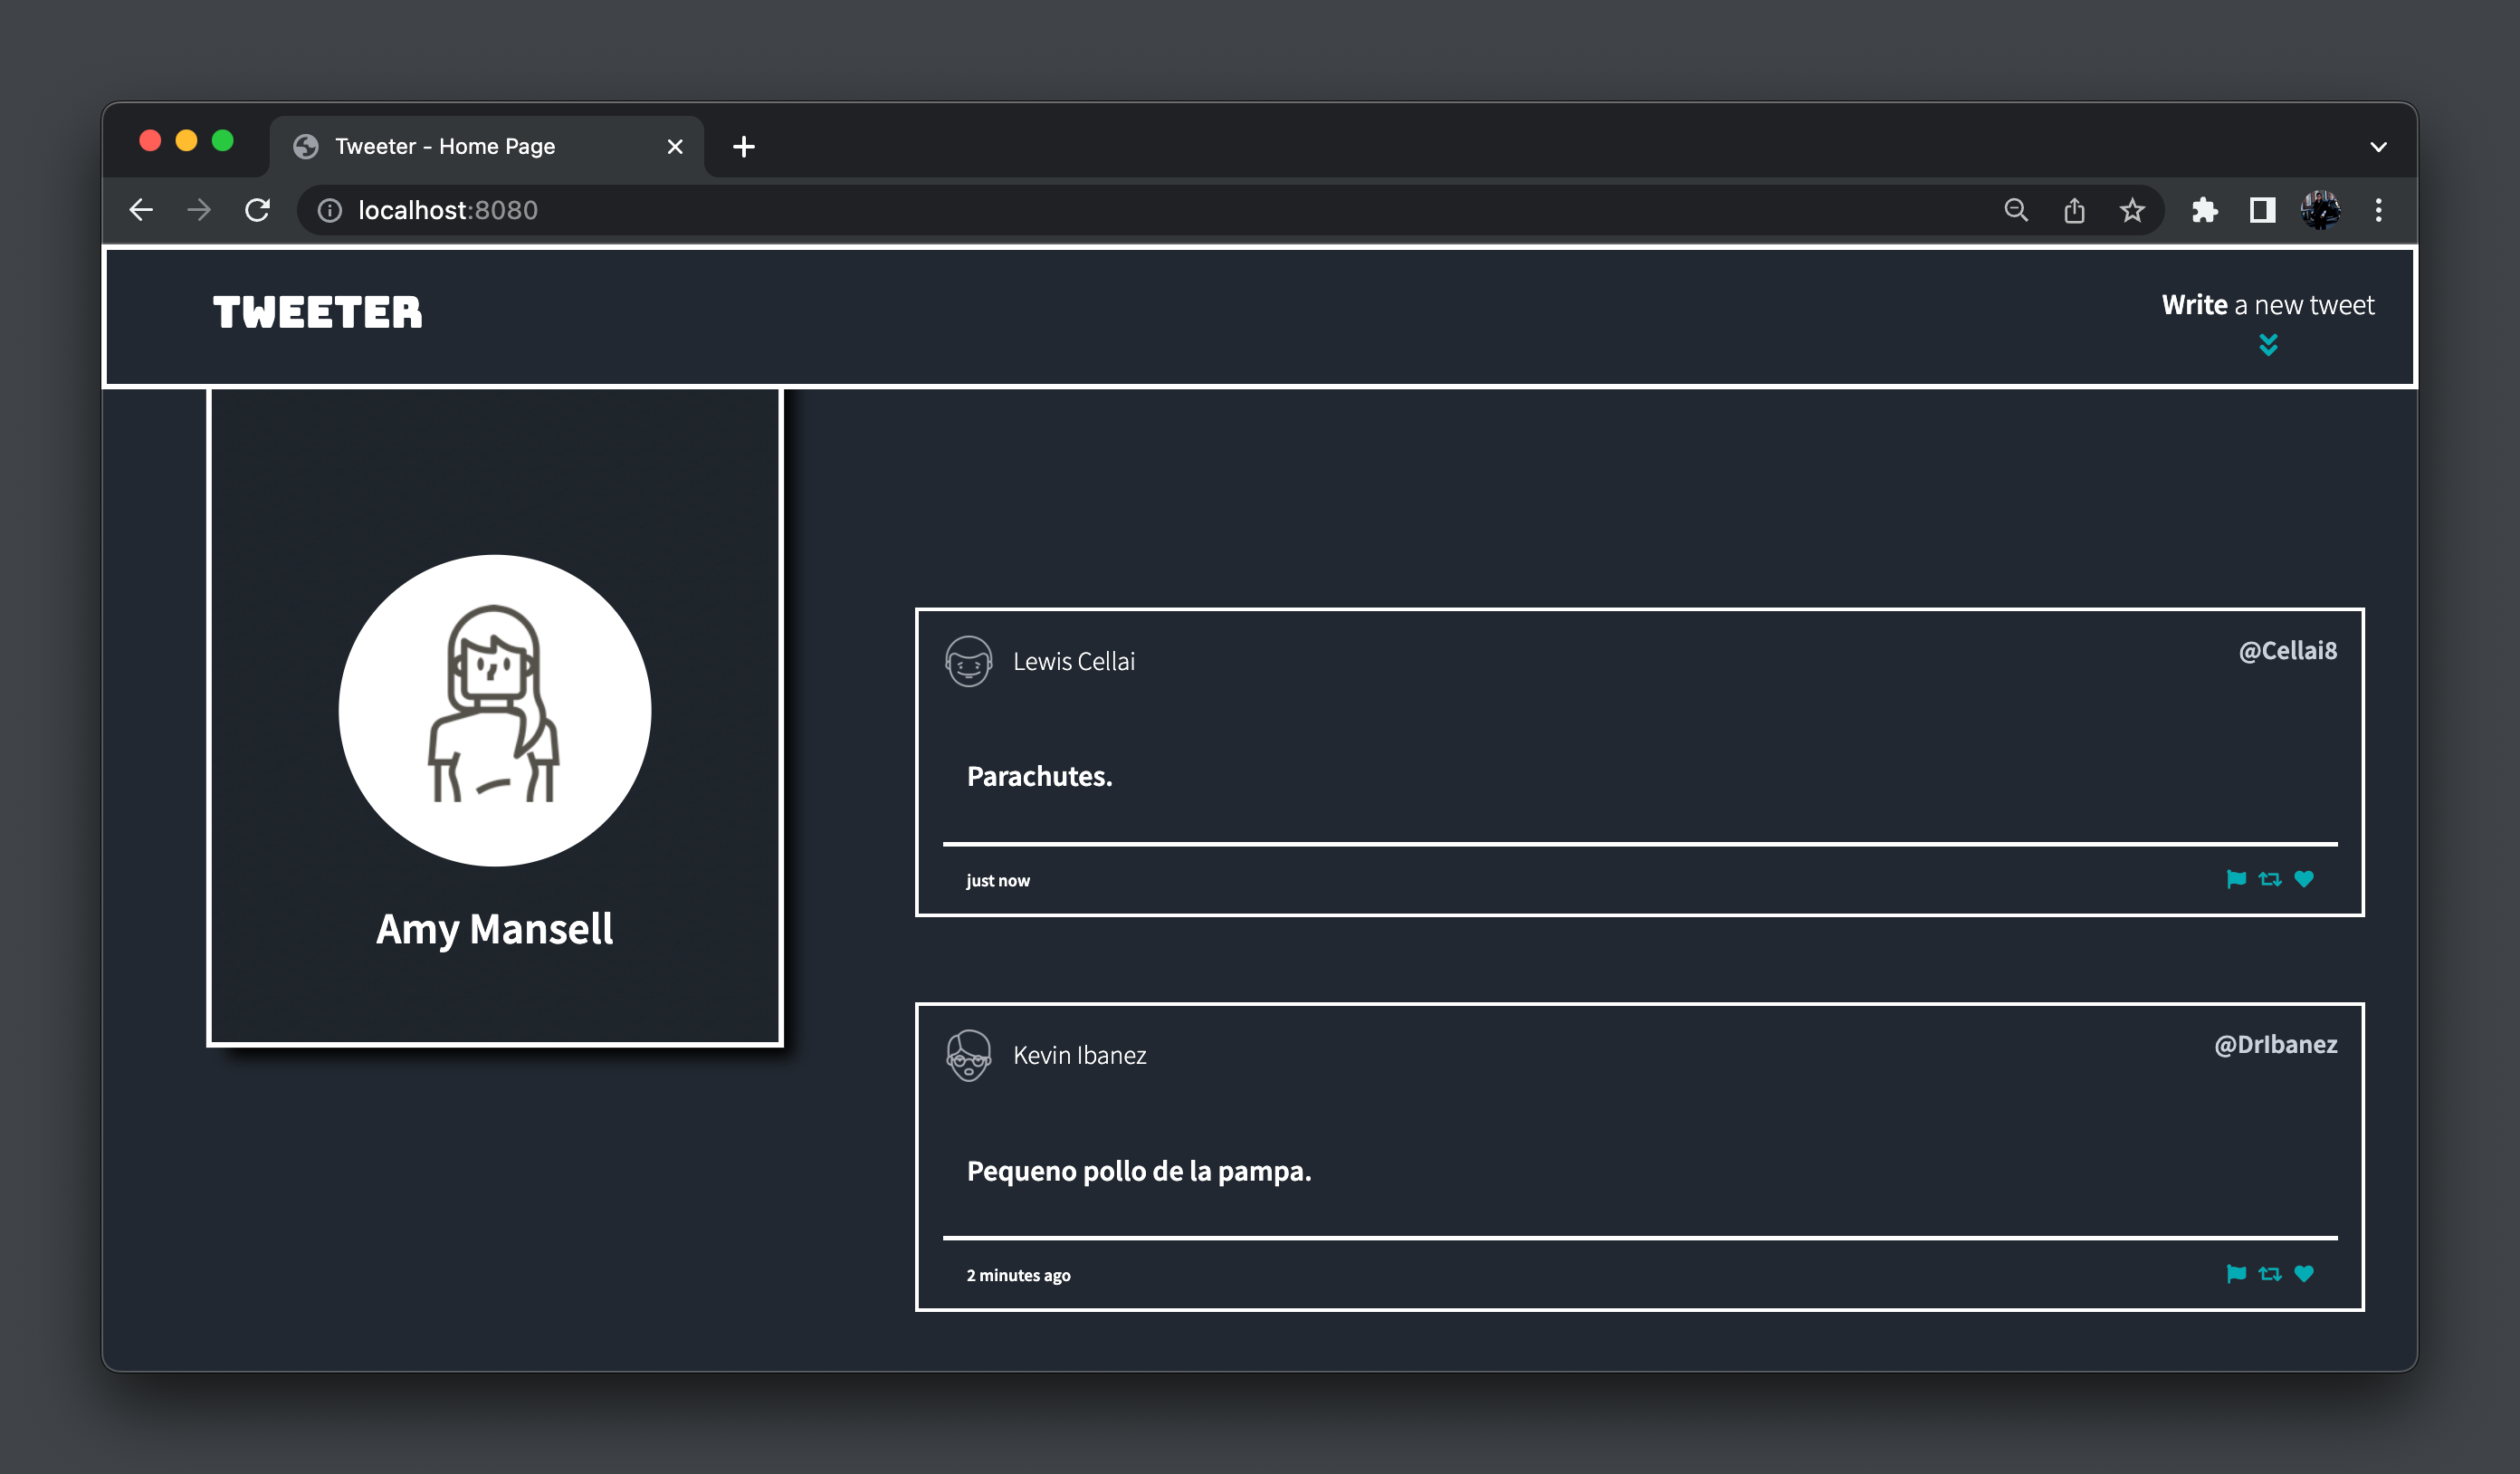 Tweeter - Home Page
localhost:8080
TWEETER
Write a new tweet
Amy Mansell
Lewis Cellai
@Cellai8
Parachutes.
just now
Kevin Ibanez
@DrIbanez
Pequeno pollo de la pampa.
2 minutes ago